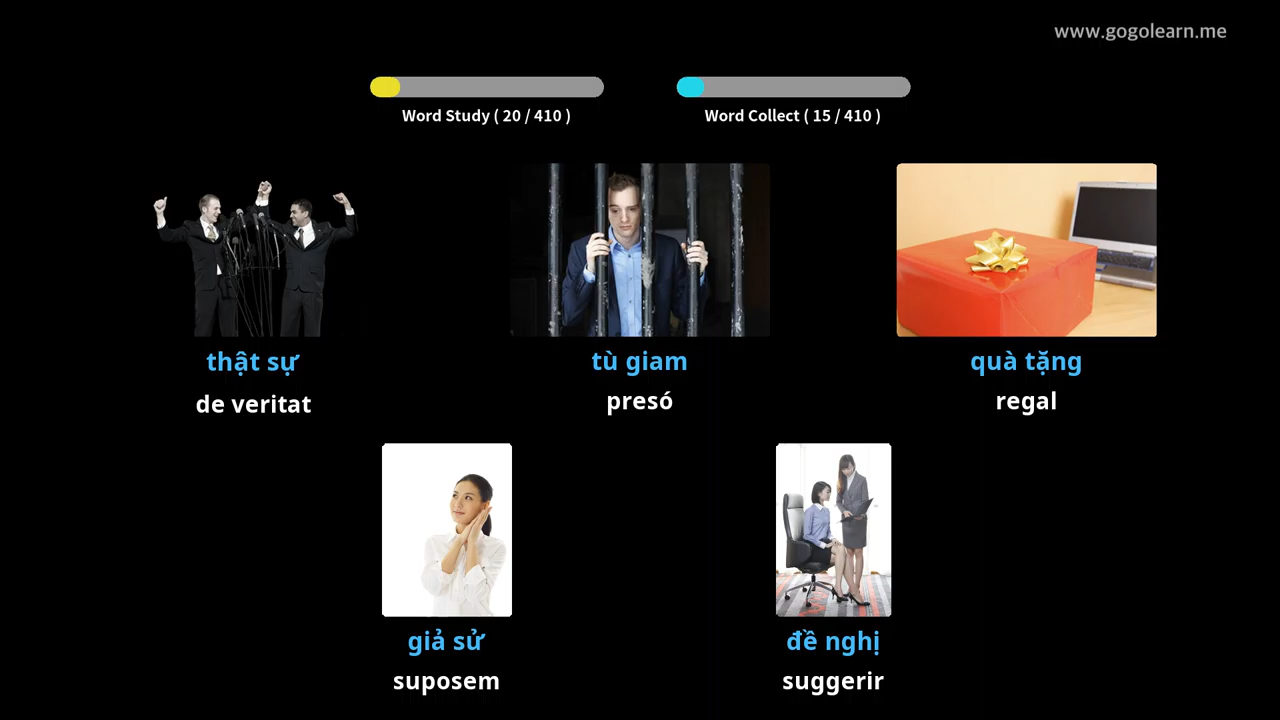 www.gogolearn.me
Word Study ( 20 / 410 )
Word Collect ( 15 / 410 )
thật sự
de veritat
tù giam
presó
quà tặng
regal
giả sử
suposem
đề nghị
suggerir